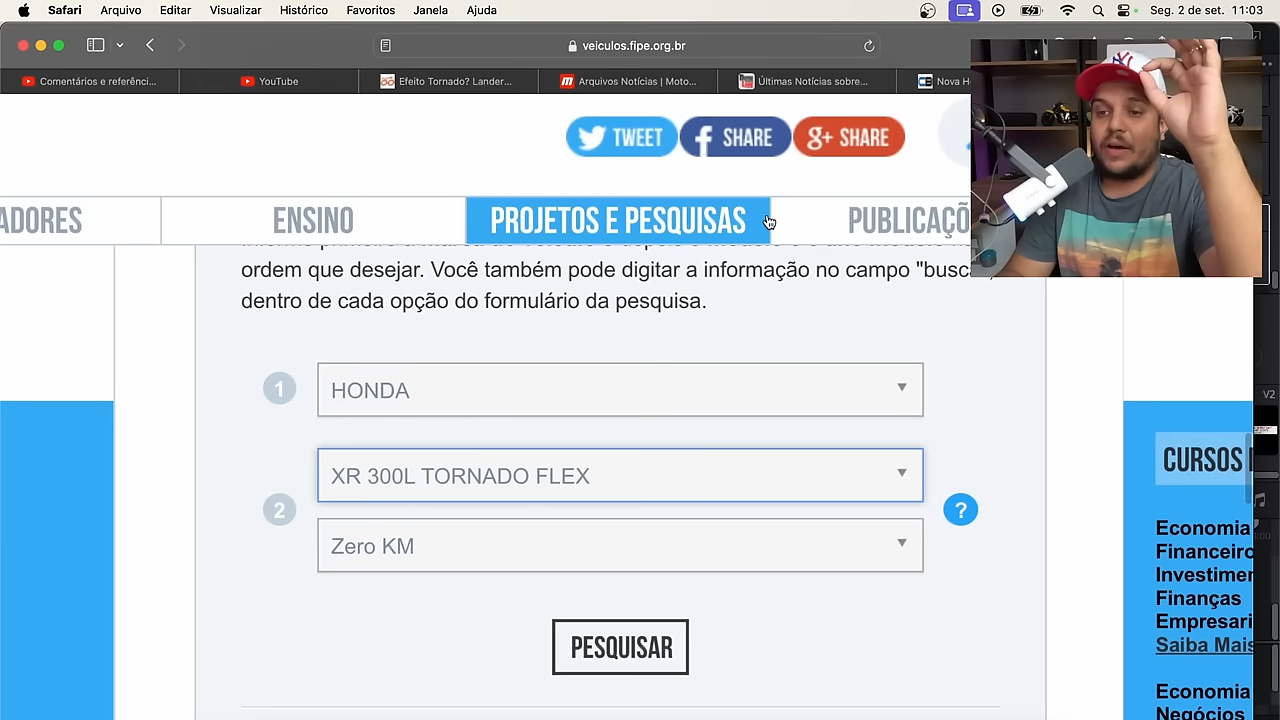 Safari Arquivo Editar Visualizar Histórico Favoritos Janela Ajuda Seg. 2 de set. 11:03
veiculos.fipe.org.br
Comentários e referênci... YouTube Efeito Tornado? Lander... Arquivos Notícias | Moto... Últimas Notícias sobre... Nova H
TWEET SHARE g+ SHARE
ADORES ENSINO PROJETOS E PESQUISAS PUBLICAÇÕ
ordem que desejar. Você também pode digitar a informação no campo "busca",
dentro de cada opção do formulário da pesquisa.
1 HONDA
XR 300L TORNADO FLEX
2 ?
Zero KM
PESQUISAR
V2
CURSOS
Economia
Financeiro
Investimen
Finanças
Empresari
Saiba Mais
Economia
Negócios
NY